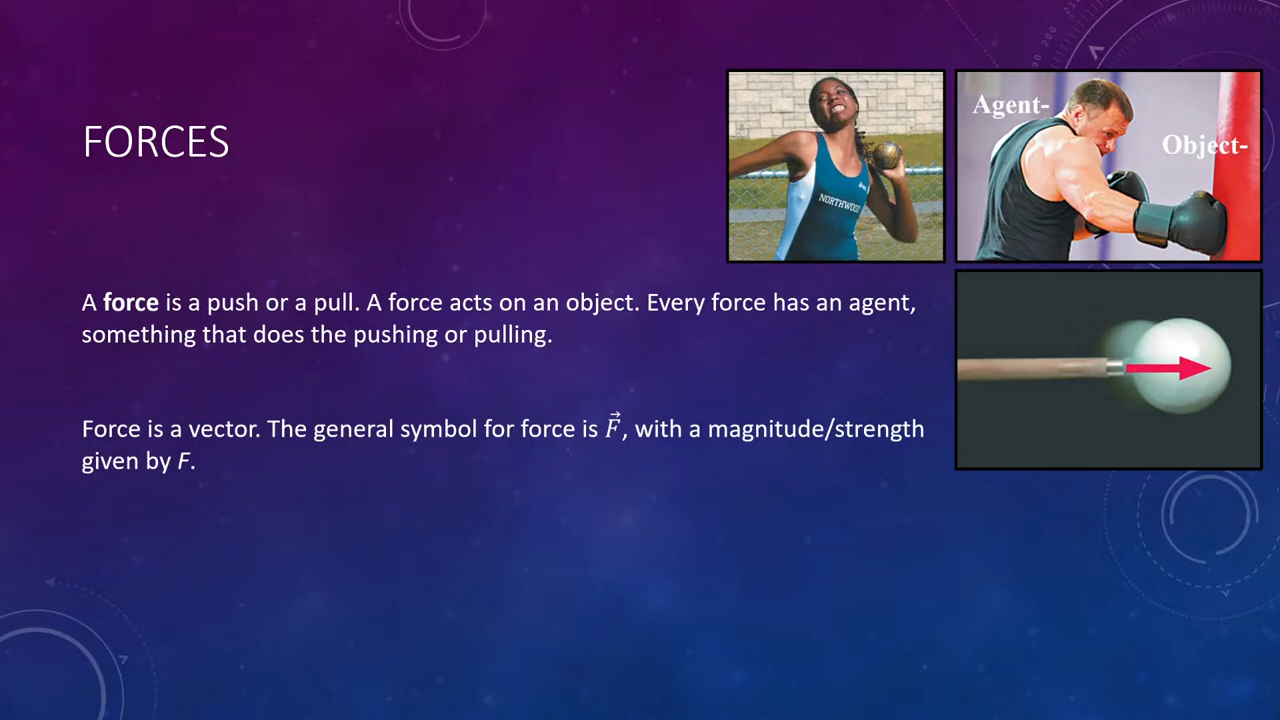 FORCES
Agent-
Object-
NORTHWOOD
A force is a push or a pull. A force acts on an object. Every force has an agent,
something that does the pushing or pulling.
Force is a vector. The general symbol for force is F⃗, with a magnitude/strength
given by F.
200